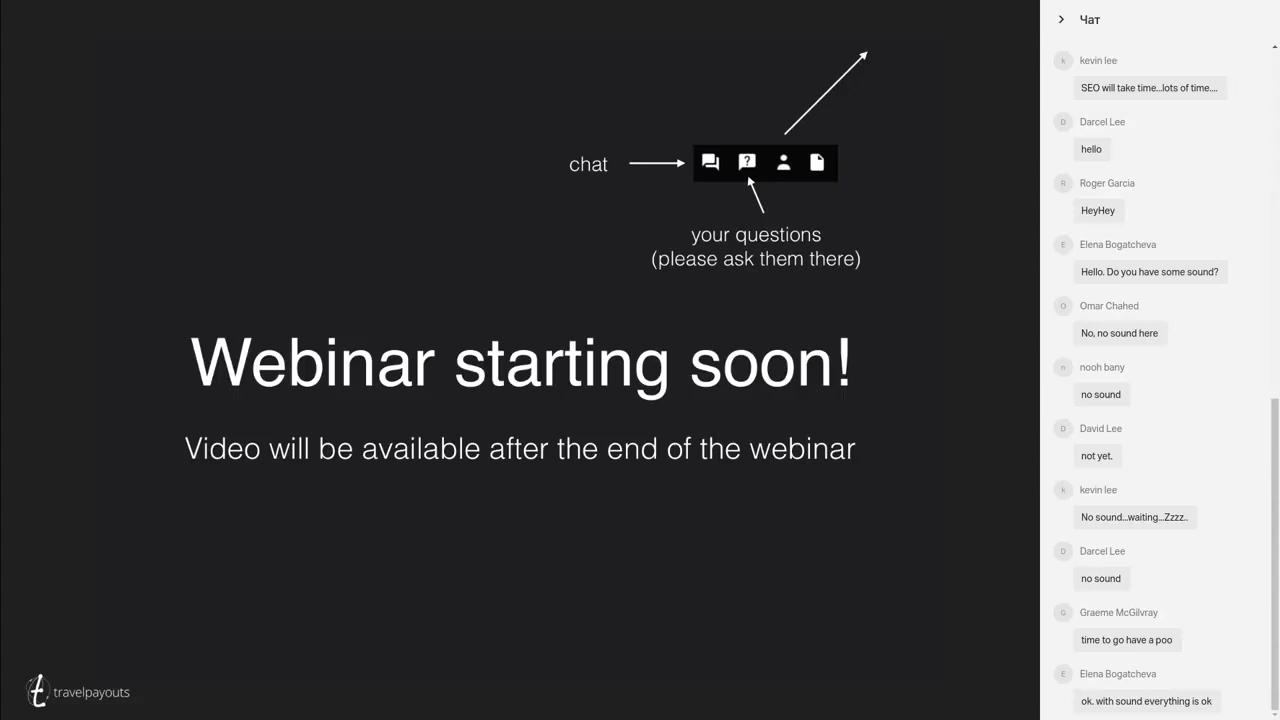 chat
your questions
(please ask them there)
Webinar starting soon!
Video will be available after the end of the webinar
travelpayouts
Чат
k
kevin lee
SEO will take time...lots of time....
D
Darcel Lee
hello
R
Roger Garcia
HeyHey
E
Elena Bogatcheva
Hello. Do you have some sound?
O
Omar Chahed
No, no sound here
n
nooh bany
no sound
D
David Lee
not yet.
k
kevin lee
No sound...waiting...Zzzz..
D
Darcel Lee
no sound
G
Graeme McGilvray
time to go have a poo
E
Elena Bogatcheva
ok. with sound everything is ok